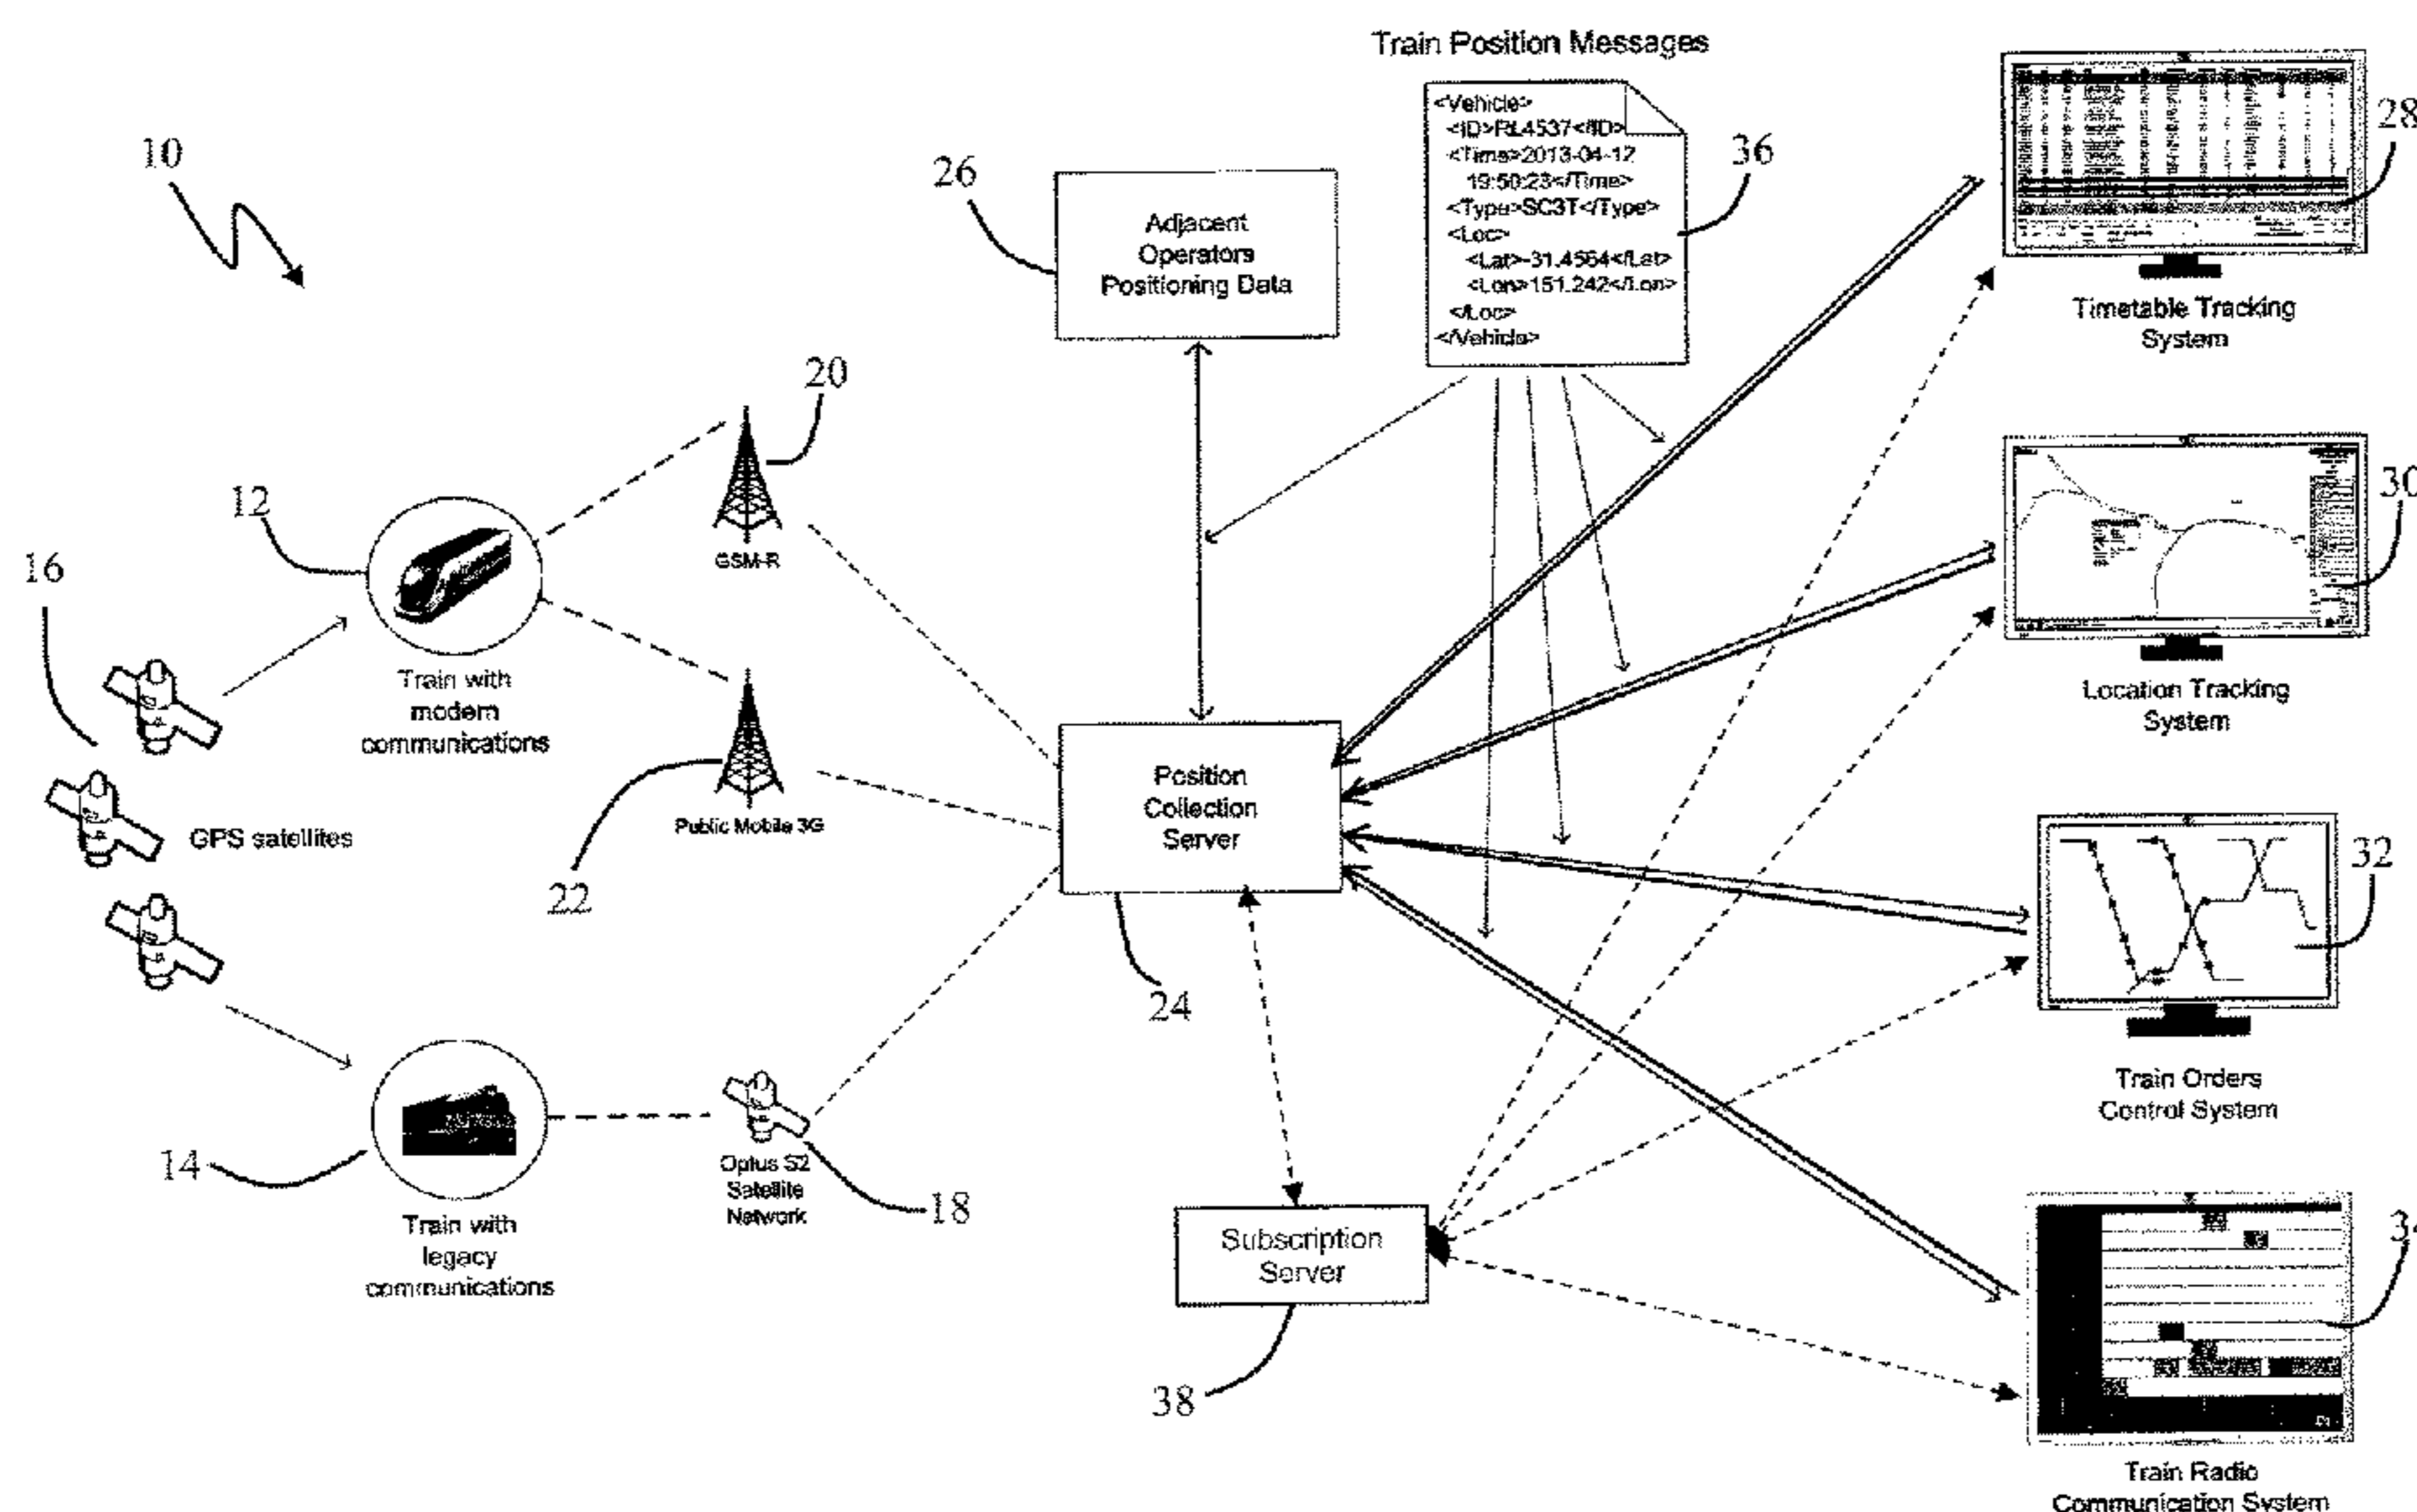 Train Position Messages
<Vehicle>
<ID>RL4537</ID>
<Time>2013-04-12
19:50:23</Time>
<Type>SC3T</Type>
<Loc>
<Lat>-31.4564</Lat>
<Lon>151.242</Lon>
</Loc>
</Vehicle>
36
28
Timetable Tracking
System
10
26
Adjacent
Operators
Positioning Data
20
GSM-R
12
Train with
modern
communications
16
GPS satellites
30
Location Tracking
System
22
Public Mobile 3G
Position
Collection
Server
24
32
Train Orders
Control System
14
Train with
legacy
communications
Optus S2
Satellite
Network
18
Subscription
Server
38
34
Train Radio
Communication System